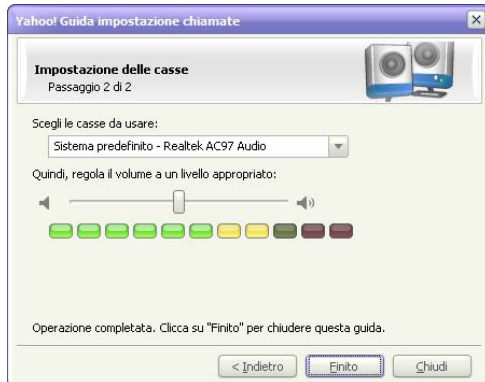 Yahoo! Guida impostazione chiamate
Impostazione delle casse
Passaggio 2 di 2
Scegli le casse da usare:
Sistema predefinito - Realtek AC97 Audio
Quindi, regola il volume a un livello appropriato:
Operazione completata. Clicca su "Finito" per chiudere questa guida.
< Indietro
Finito
Chiudi